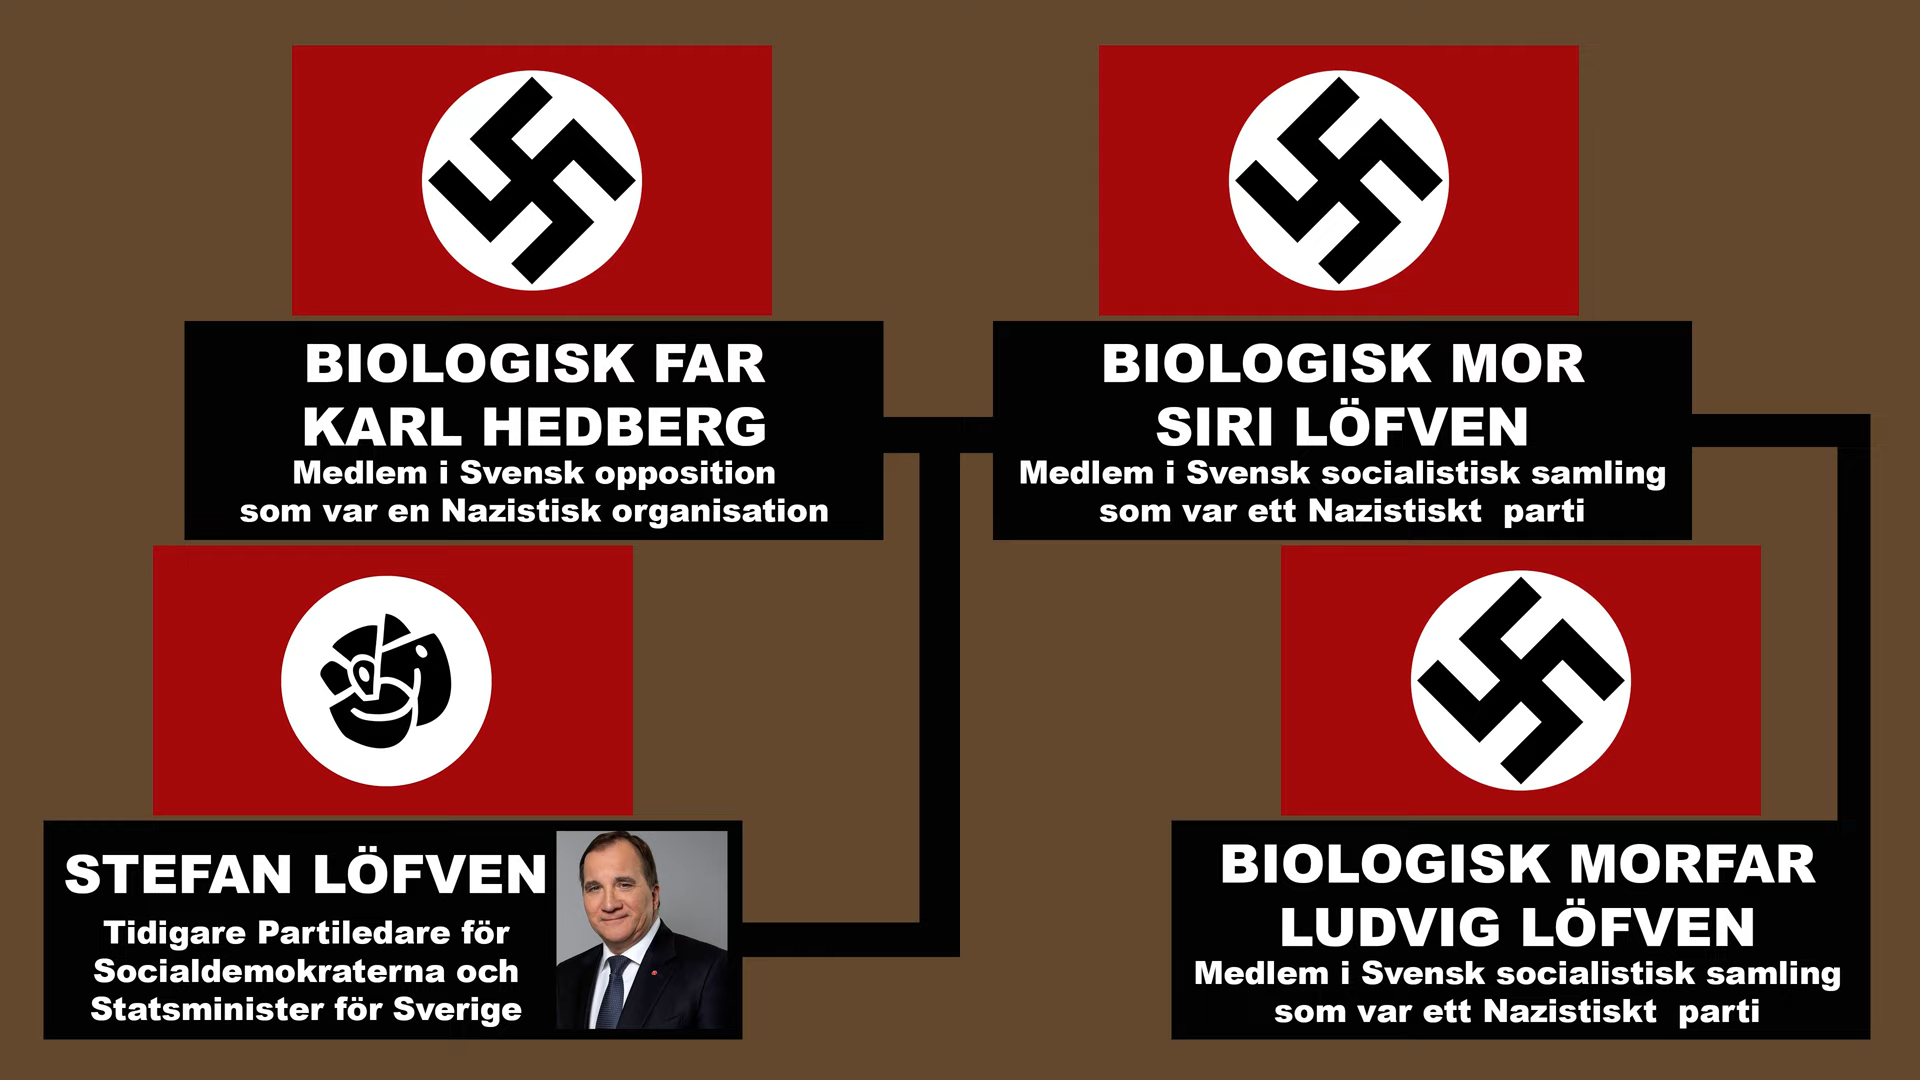 BIOLOGISK FAR
KARL HEDBERG
Medlem i Svensk opposition
som var en Nazistisk organisation
BIOLOGISK MOR
SIRI LÖFVEN
Medlem i Svensk socialistisk samling
som var ett Nazistiskt parti
STEFAN LÖFVEN
Tidigare Partiledare för
Socialdemokraterna och
Statsminister för Sverige
BIOLOGISK MORFAR
LUDVIG LÖFVEN
Medlem i Svensk socialistisk samling
som var ett Nazistiskt parti